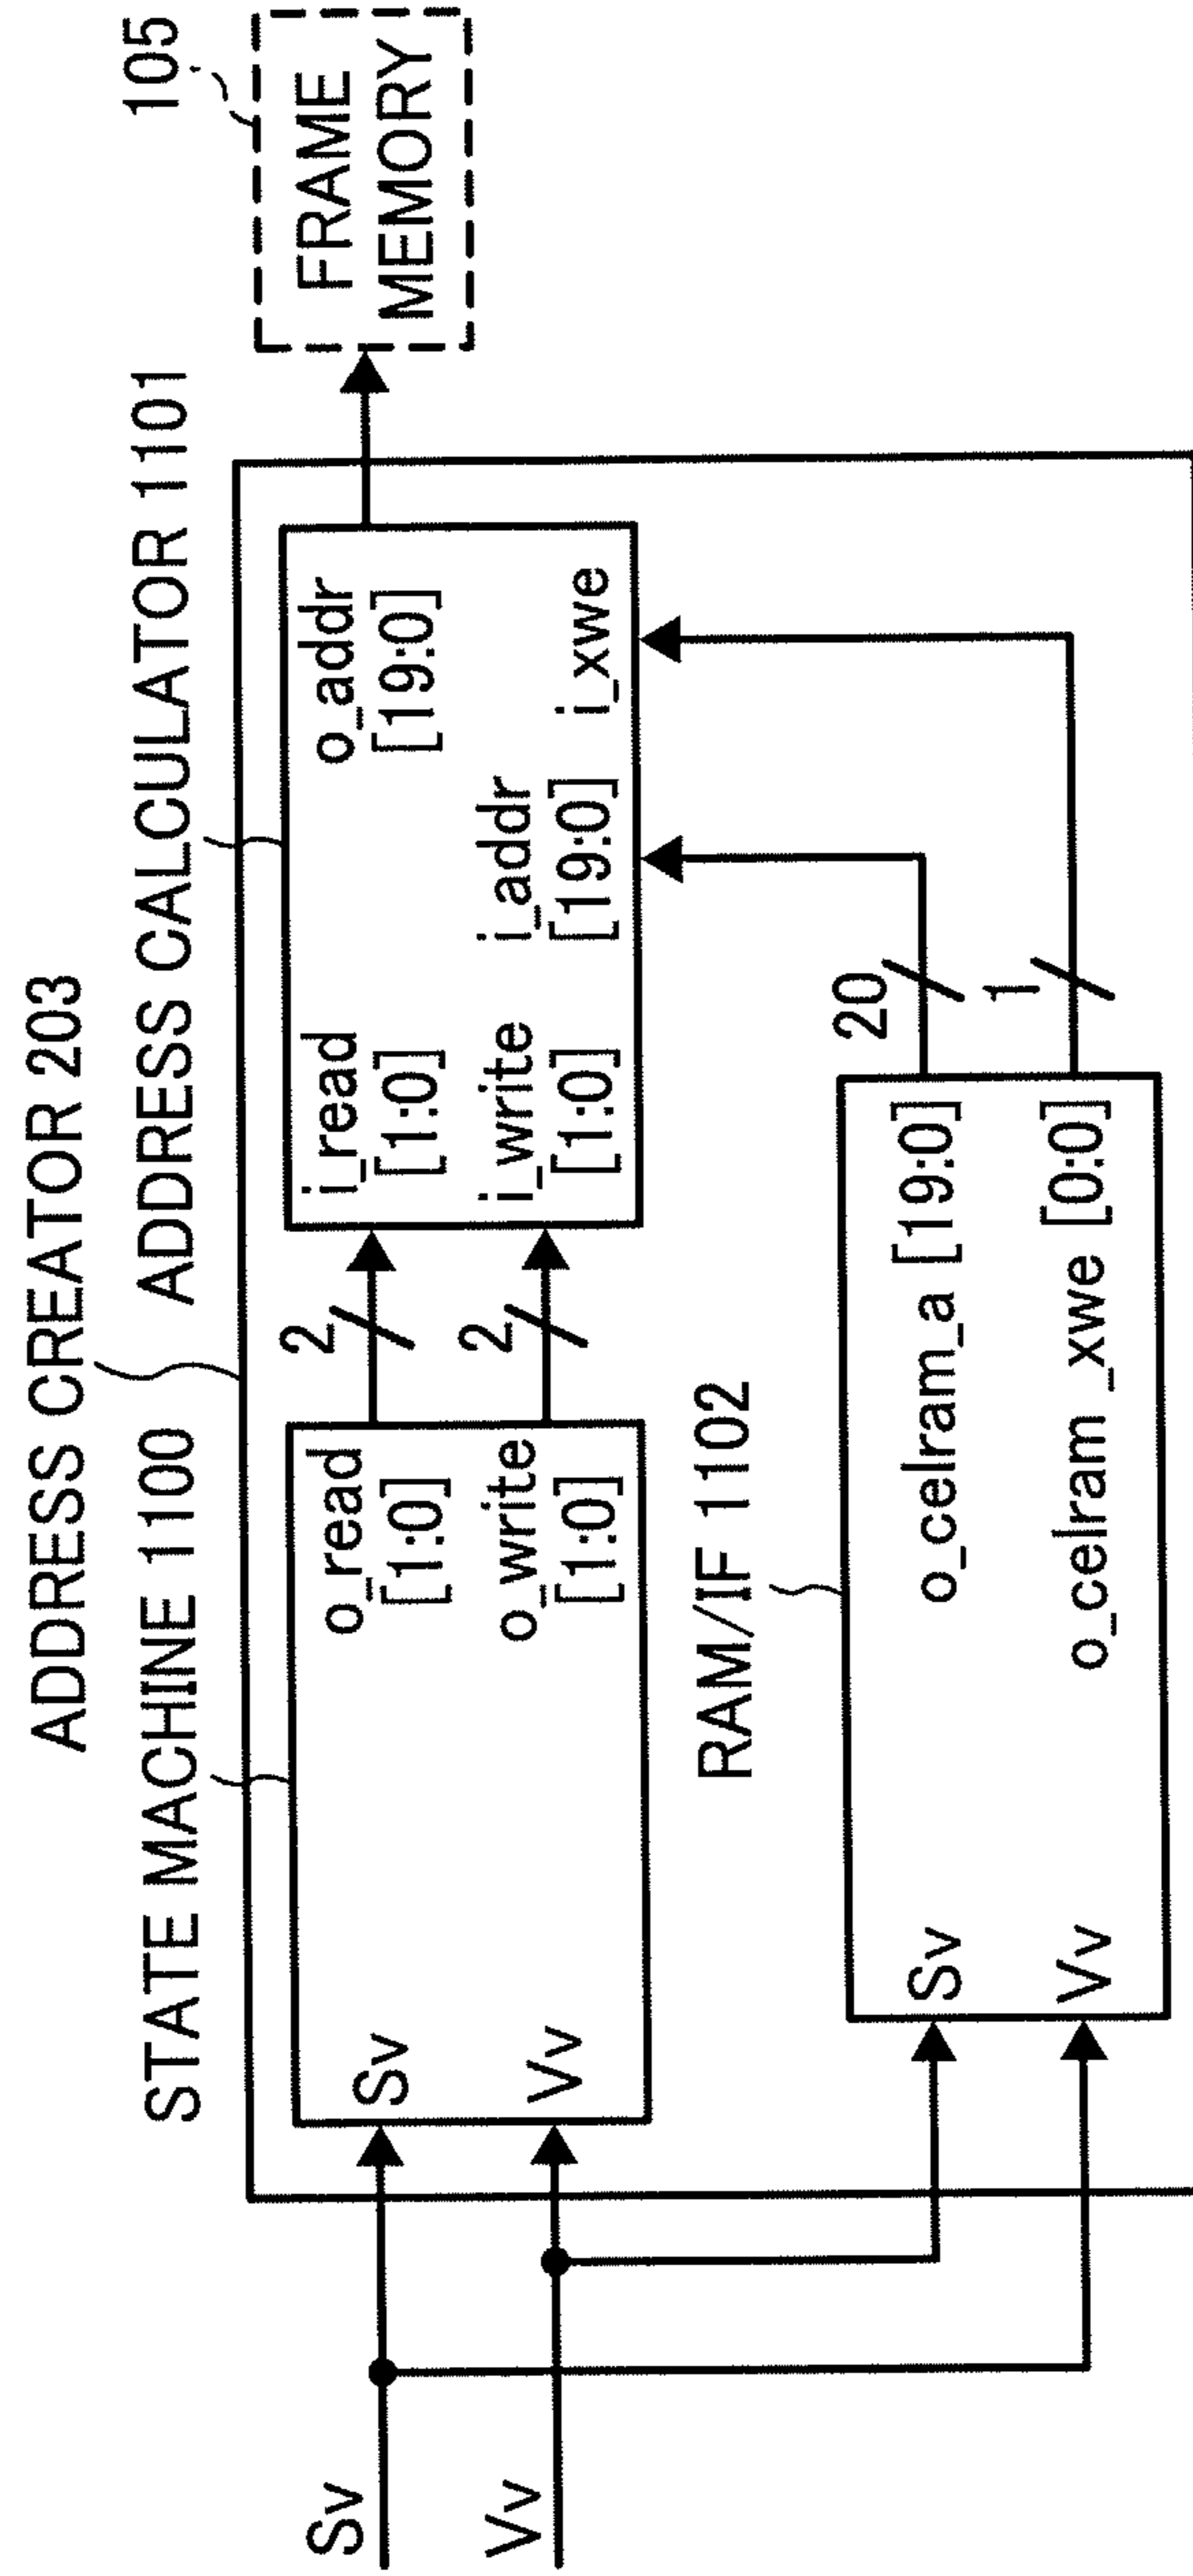 ADDRESS CREATOR 203
STATE MACHINE 1100
ADDRESS CALCULATOR 1101
105
FRAME
MEMORY
Sv
Vv
Sv
Vv
o_read
[1:0]
o_write
[1:0]
2
2
i_read
[1:0]
i_write
[1:0]
o_addr
[19:0]
i_addr
[19:0]
i_xwe
RAM/IF 1102
Sv
Vv
o_celram_a [19:0]
o_celram_xwe [0:0]
20
1